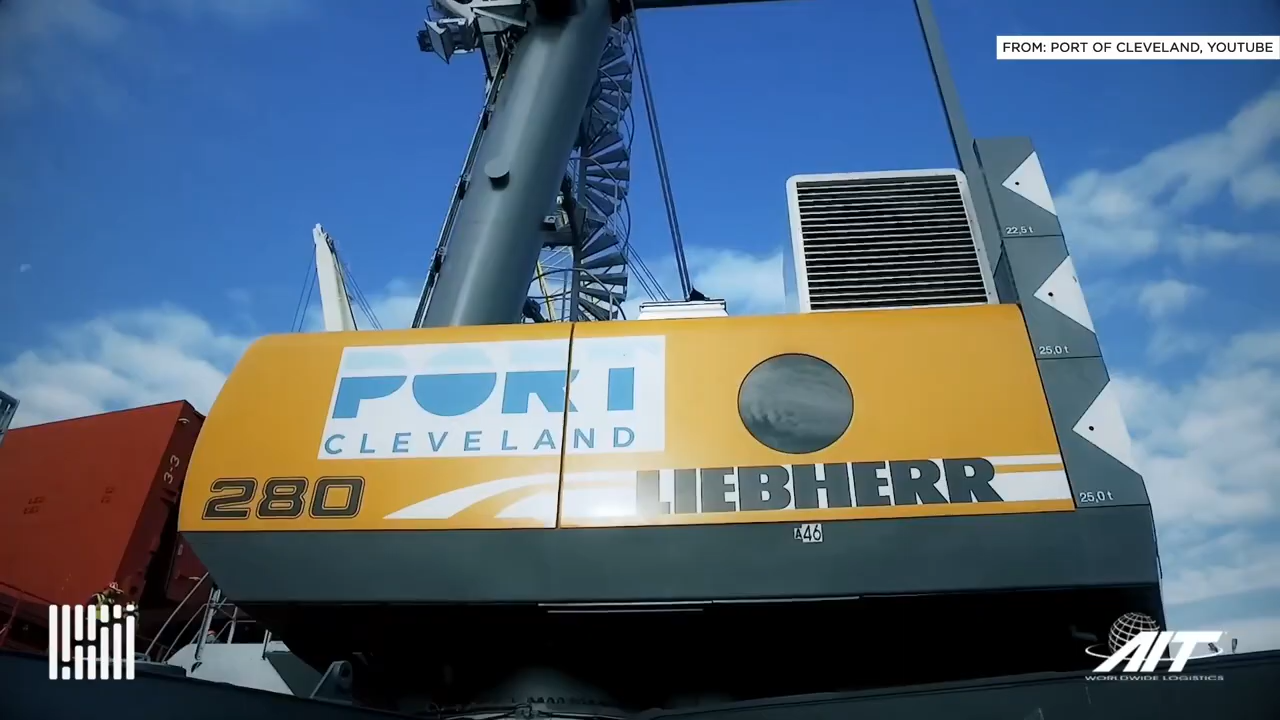 FROM: PORT OF CLEVELAND, YOUTUBE
22,5 t
25,0 t
PORT
CLEVELAND
3-3
280
LIEBHERR
25,0 t
A46
AIT
WORLDWIDE LOGISTICS